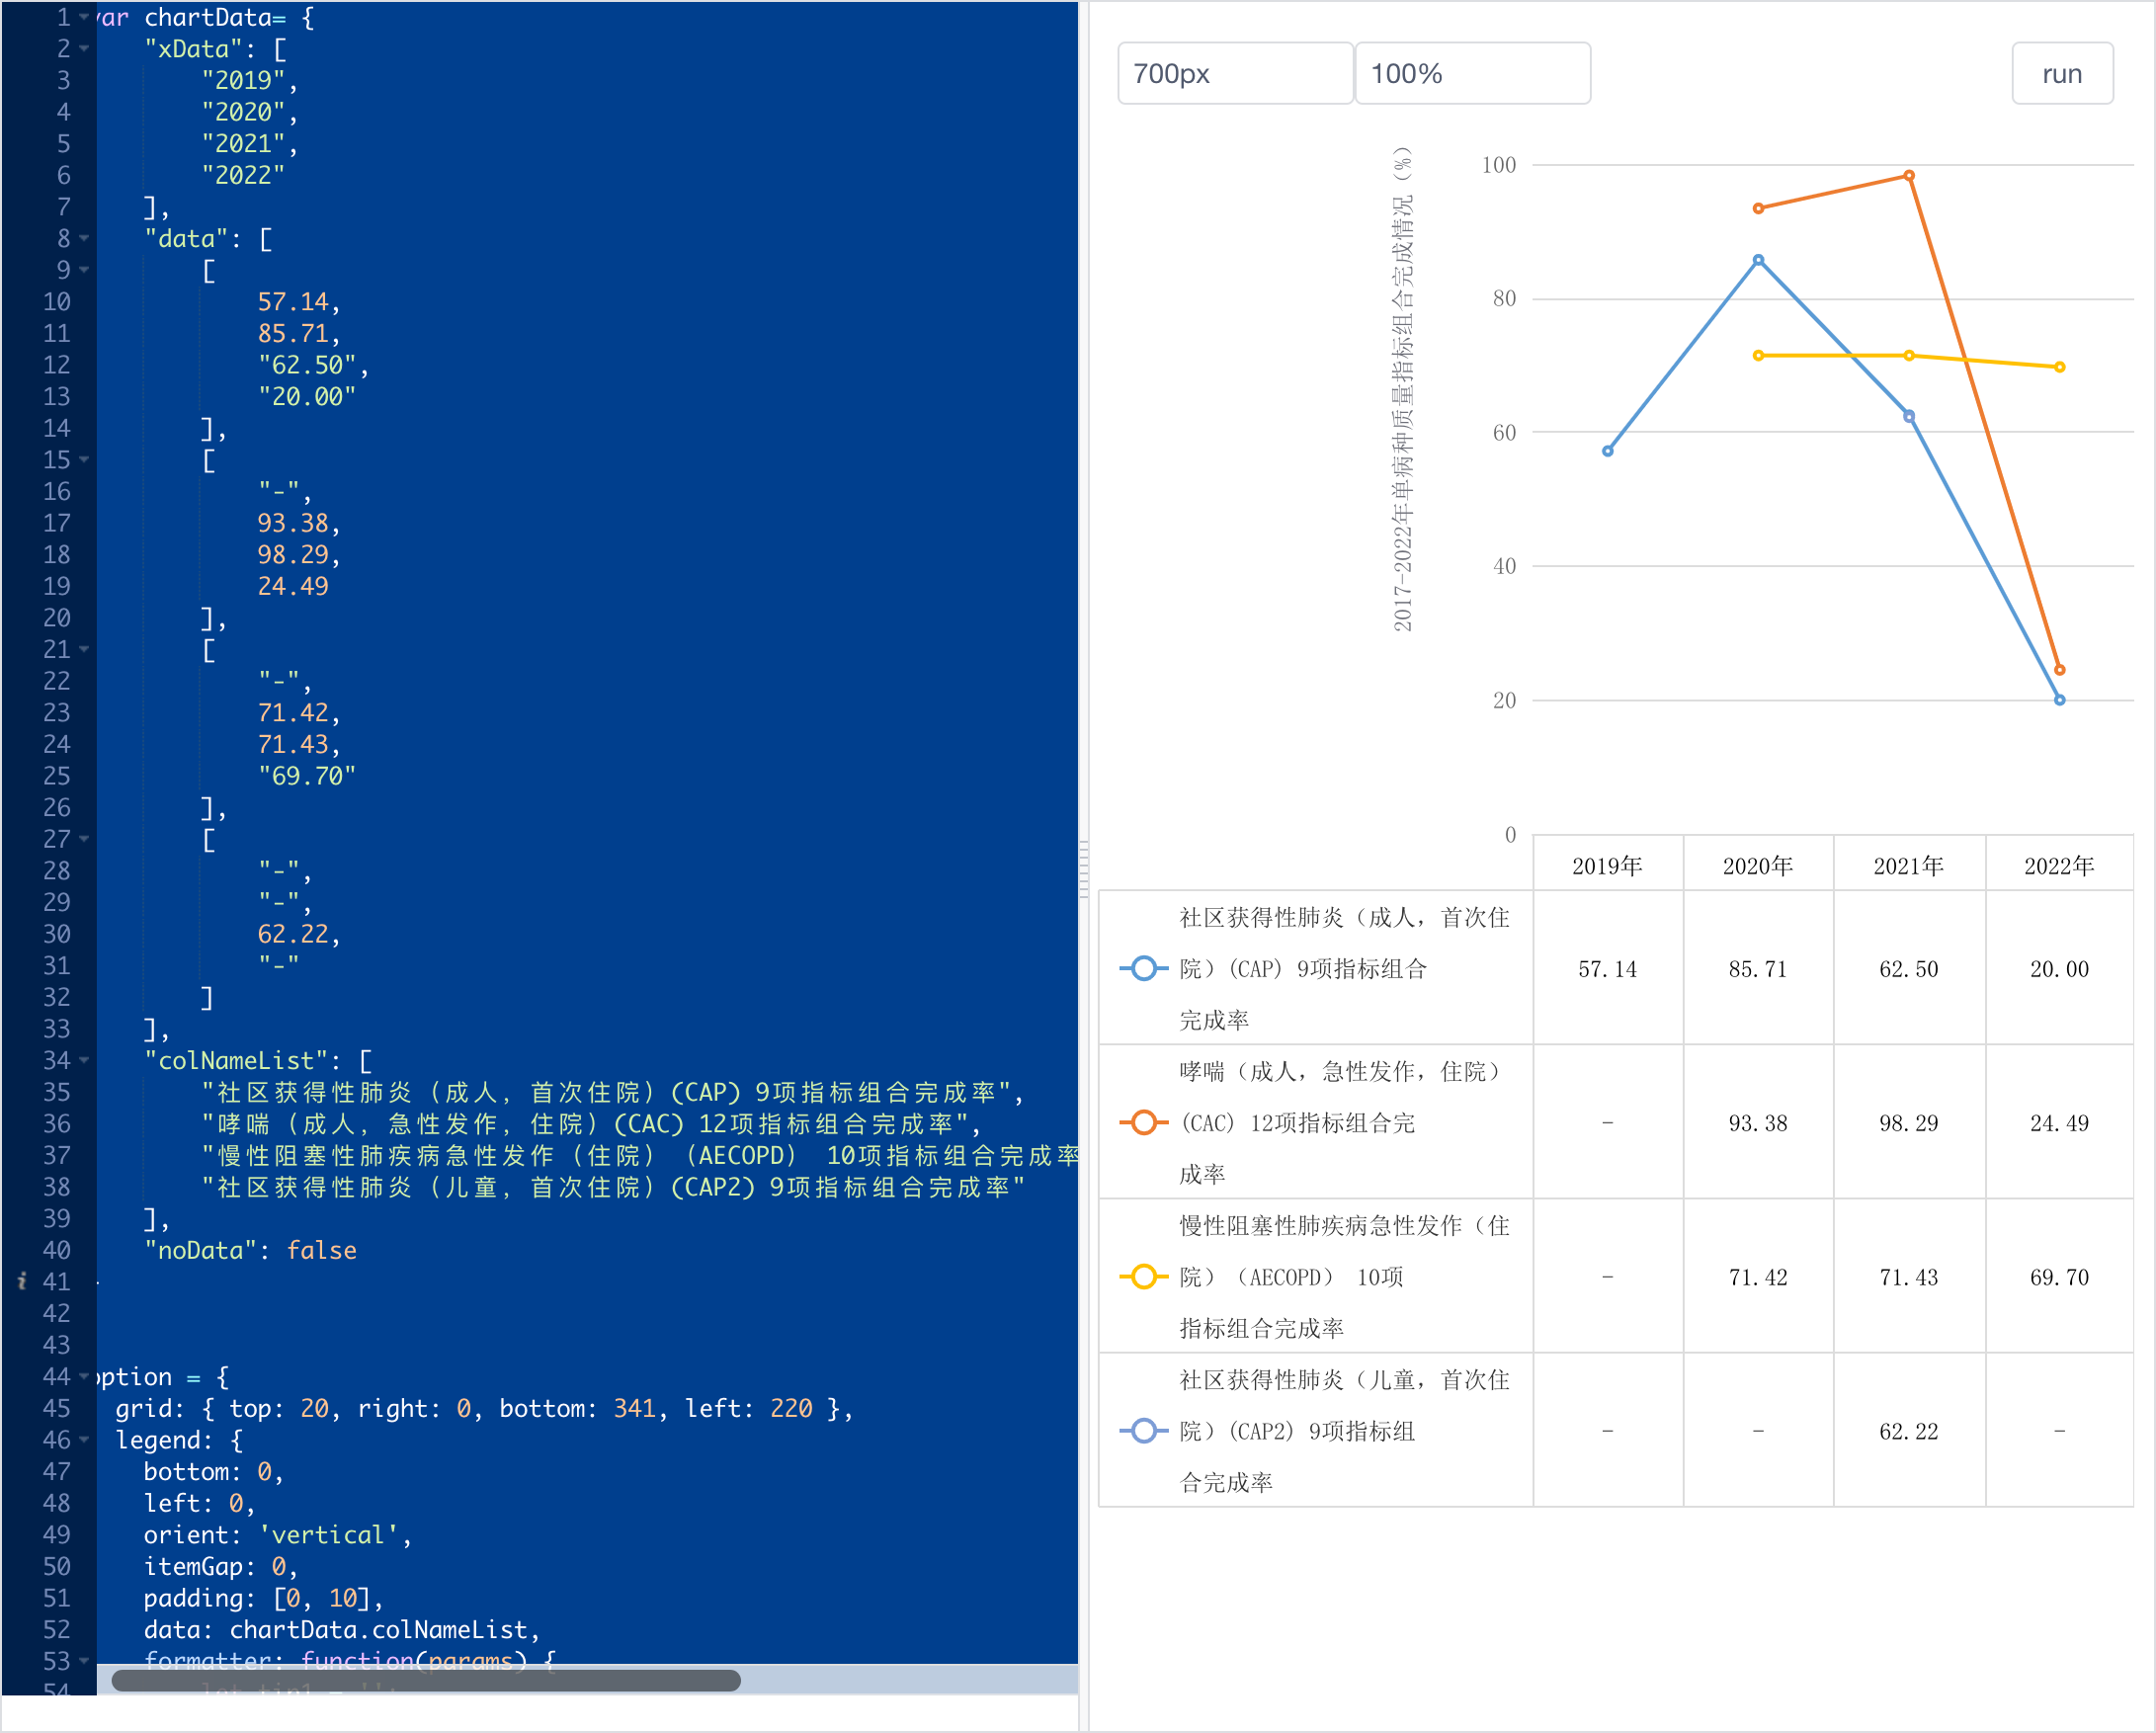 1 var chartData= {
2 "xData": [
3 "2019",
4 "2020",
5 "2021",
6 "2022"
7 ],
8 "data": [
9 [
10 57.14,
11 85.71,
12 "62.50",
13 "20.00"
14 ],
15 [
16 "-",
17 93.38,
18 98.29,
19 24.49
20 ],
21 [
22 "-",
23 71.42,
24 71.43,
25 "69.70"
26 ],
27 [
28 "-",
29 "-",
30 62.22,
31 "-"
32 ]
33 ],
34 "colNameList": [
35 "社区获得性肺炎（成人, 首次住院）(CAP) 9项指标组合完成率",
36 "哮喘（成人, 急性发作, 住院）(CAC) 12项指标组合完成率",
37 "慢性阻塞性肺疾病急性发作（住院）（AECOPD） 10项指标组合完成率
38 "社区获得性肺炎（儿童, 首次住院）(CAP2) 9项指标组合完成率"
39 ],
40 "noData": false
i 41
42
43
44 option = {
45 grid: { top: 20, right: 0, bottom: 341, left: 220 },
46 legend: {
47 bottom: 0,
48 left: 0,
49 orient: 'vertical',
50 itemGap: 0,
51 padding: [0, 10],
52 data: chartData.colNameList,
53 formatter: function(params) {
54 let tip1 = '';
700px 100% run
2017-2022年单病种质量指标组合完成情况（%）
100
80
60
40
20
0
2019年 2020年 2021年 2022年
社区获得性肺炎（成人, 首次住
院）(CAP) 9项指标组合
完成率
57.14 85.71 62.50 20.00
哮喘（成人, 急性发作, 住院）
(CAC) 12项指标组合完
成率
- 93.38 98.29 24.49
慢性阻塞性肺疾病急性发作（住
院）（AECOPD） 10项
指标组合完成率
- 71.42 71.43 69.70
社区获得性肺炎（儿童, 首次住
院）(CAP2) 9项指标组
合完成率
- - 62.22 -